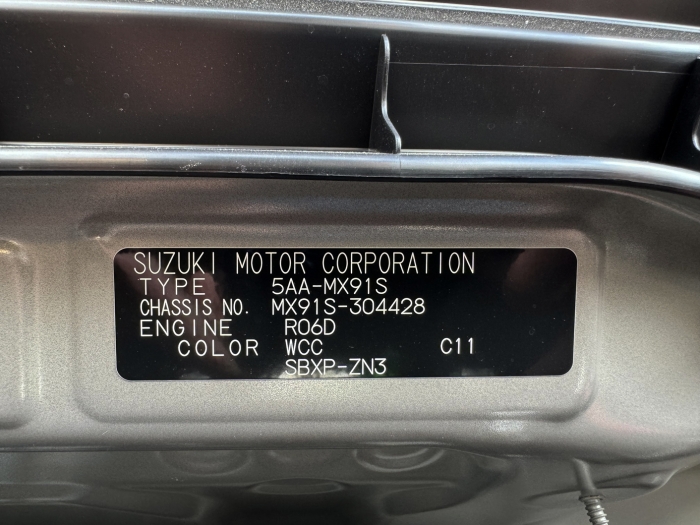 SUZUKI MOTOR CORPORATION
TYPE 5AA-MX91S
CHASSIS NO. MX91S-304428
ENGINE R06D
COLOR WCC C11
SBXP-ZN3